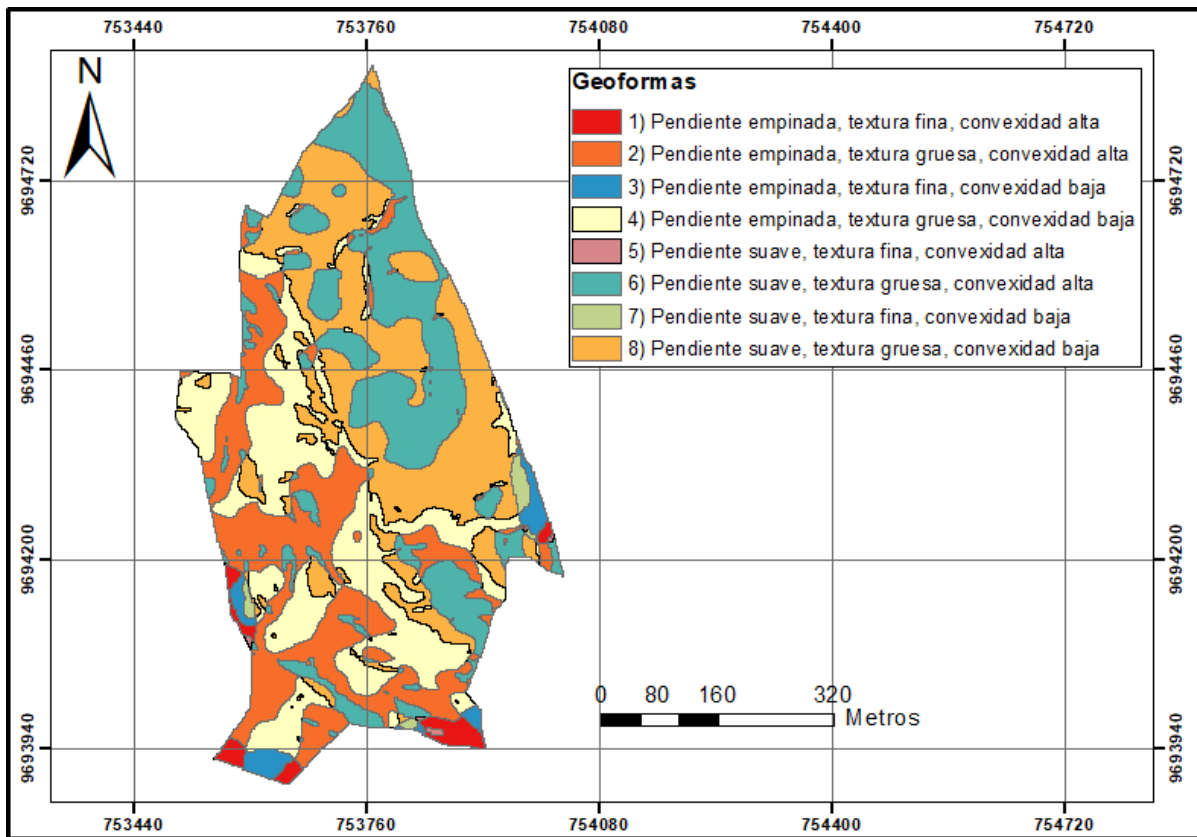 753440 753760 754080 754400 754720
N
Geoformas
1) Pendiente empinada, textura fina, convexidad alta
2) Pendiente empinada, textura gruesa, convexidad alta
3) Pendiente empinada, textura fina, convexidad baja
4) Pendiente empinada, textura gruesa, convexidad baja
5) Pendiente suave, textura fina, convexidad alta
6) Pendiente suave, textura gruesa, convexidad alta
7) Pendiente suave, textura fina, convexidad baja
8) Pendiente suave, textura gruesa, convexidad baja
9694720 9694720
9694460 9694460
9694200 9694200
0 80 160 320
Metros
9693940 9693940
753440 753760 754080 754400 754720